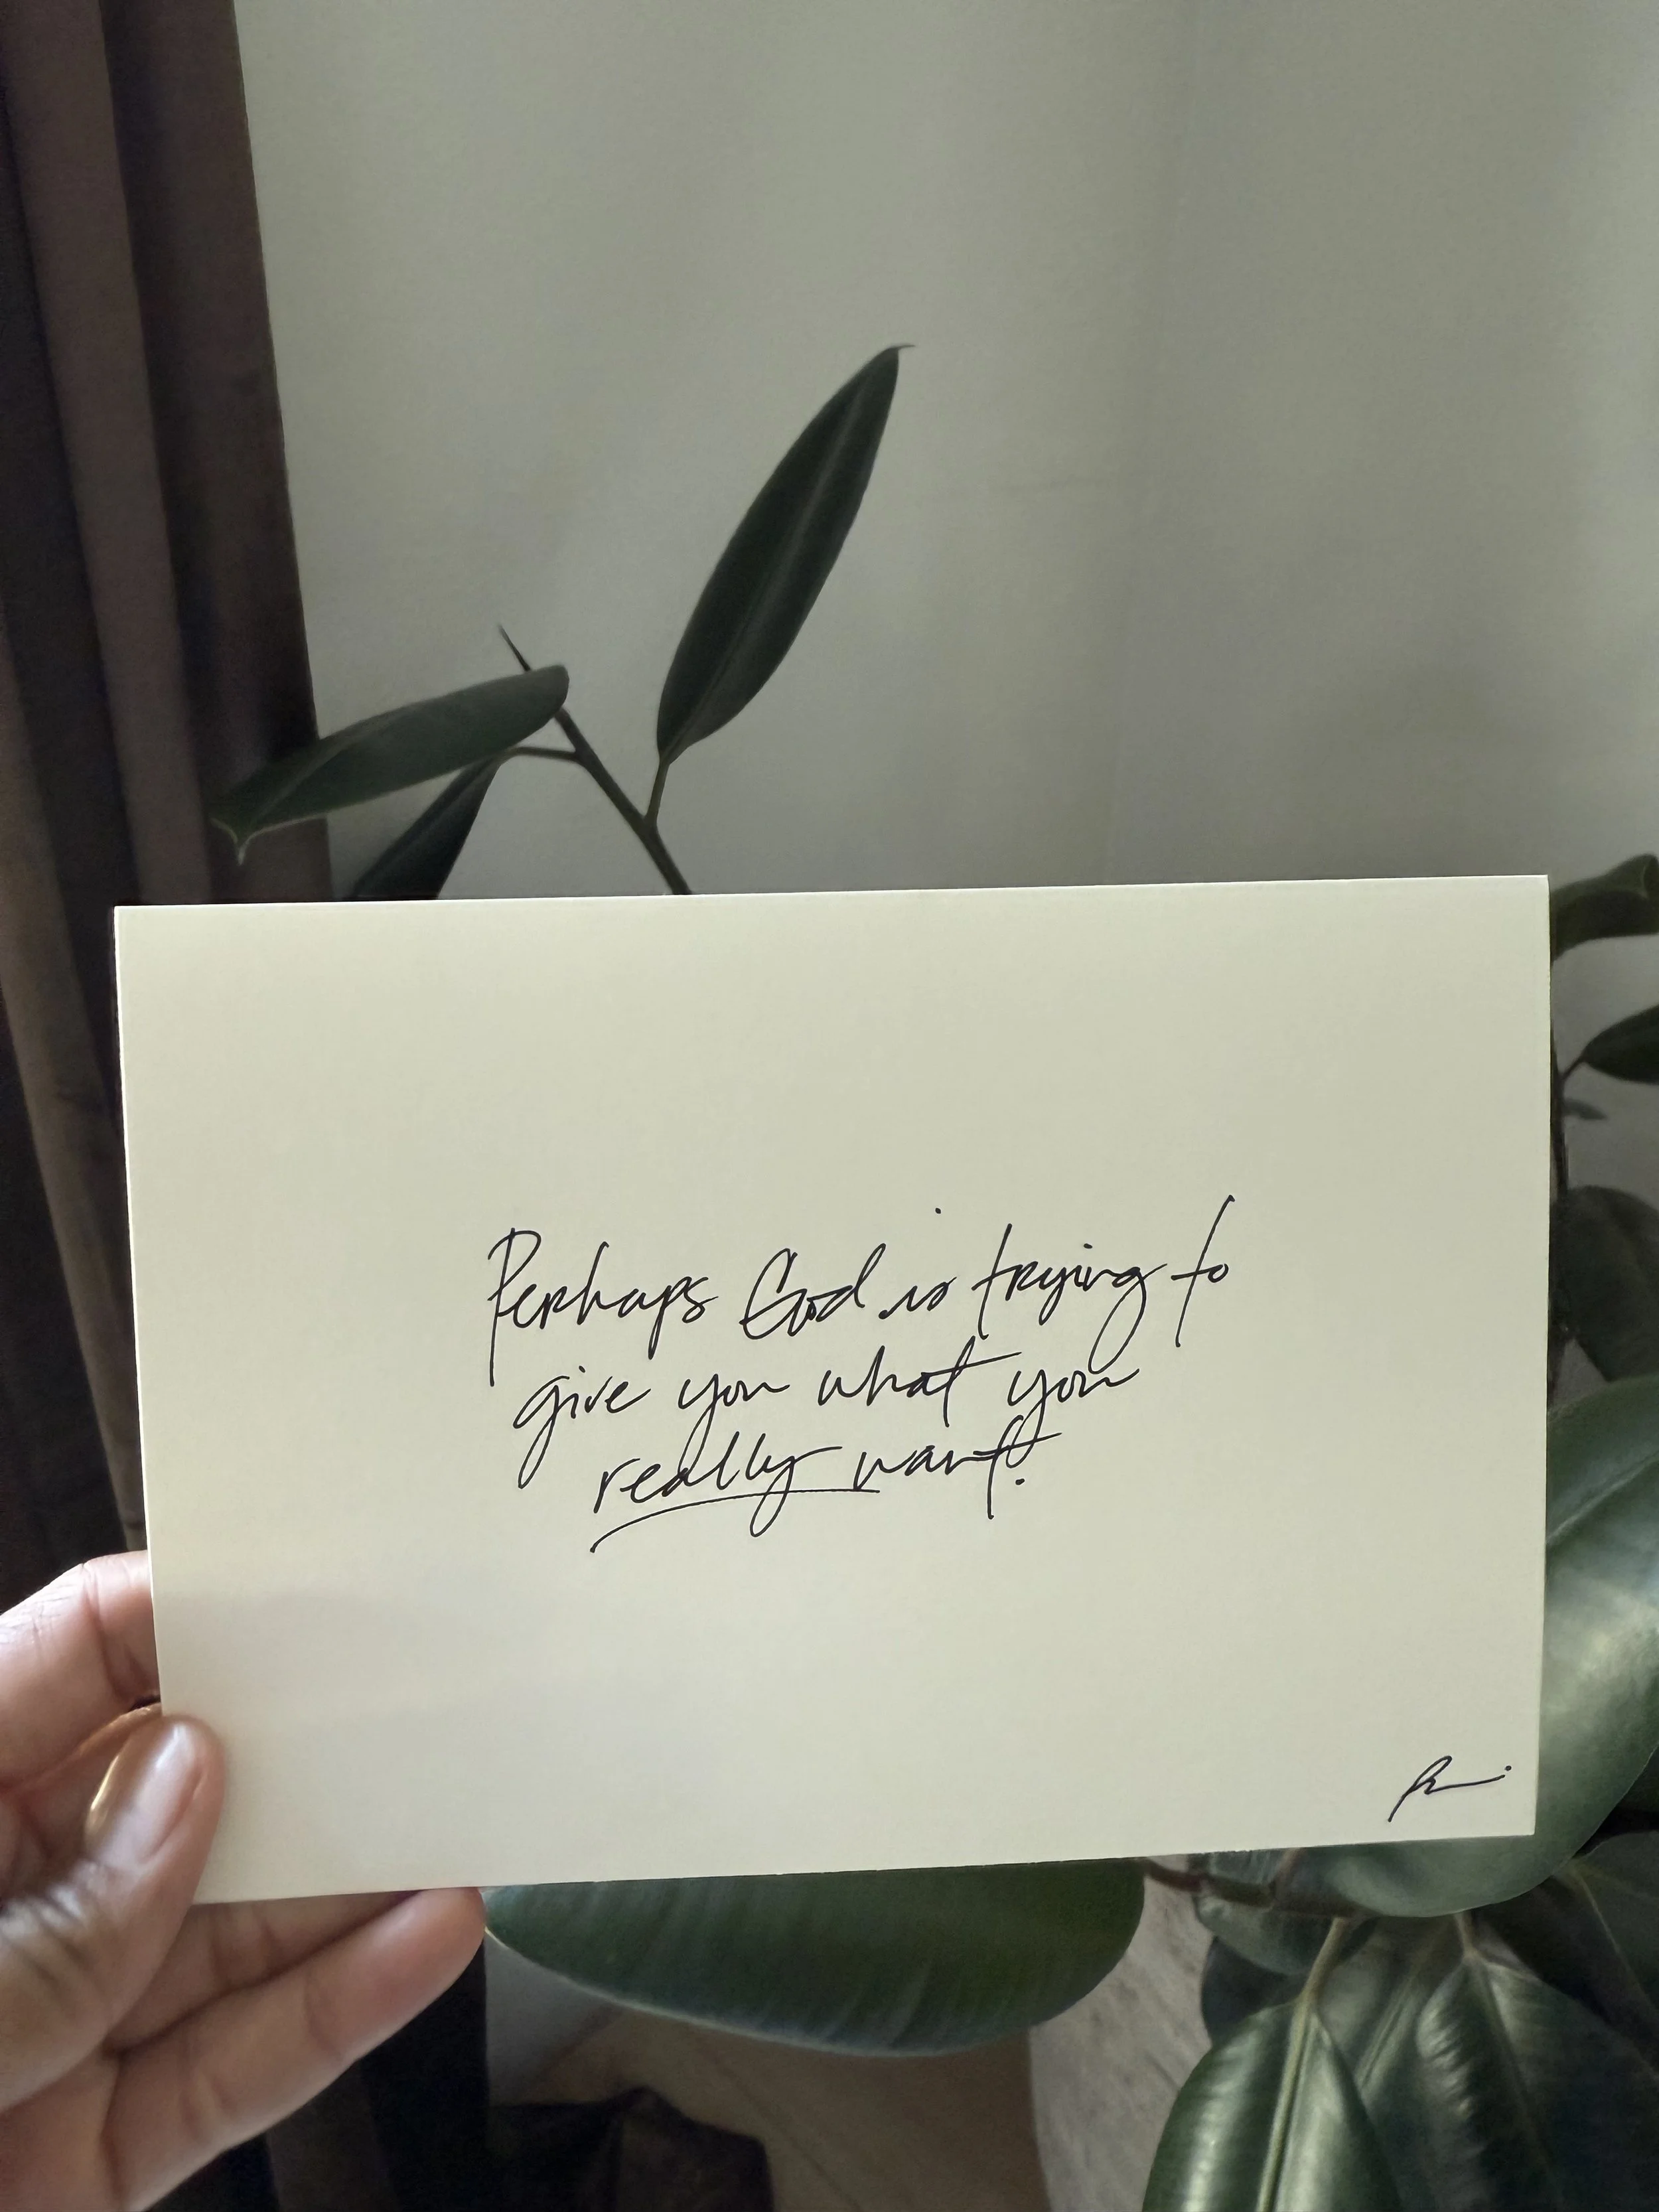 Perhaps God is trying to
give you what you
really want.